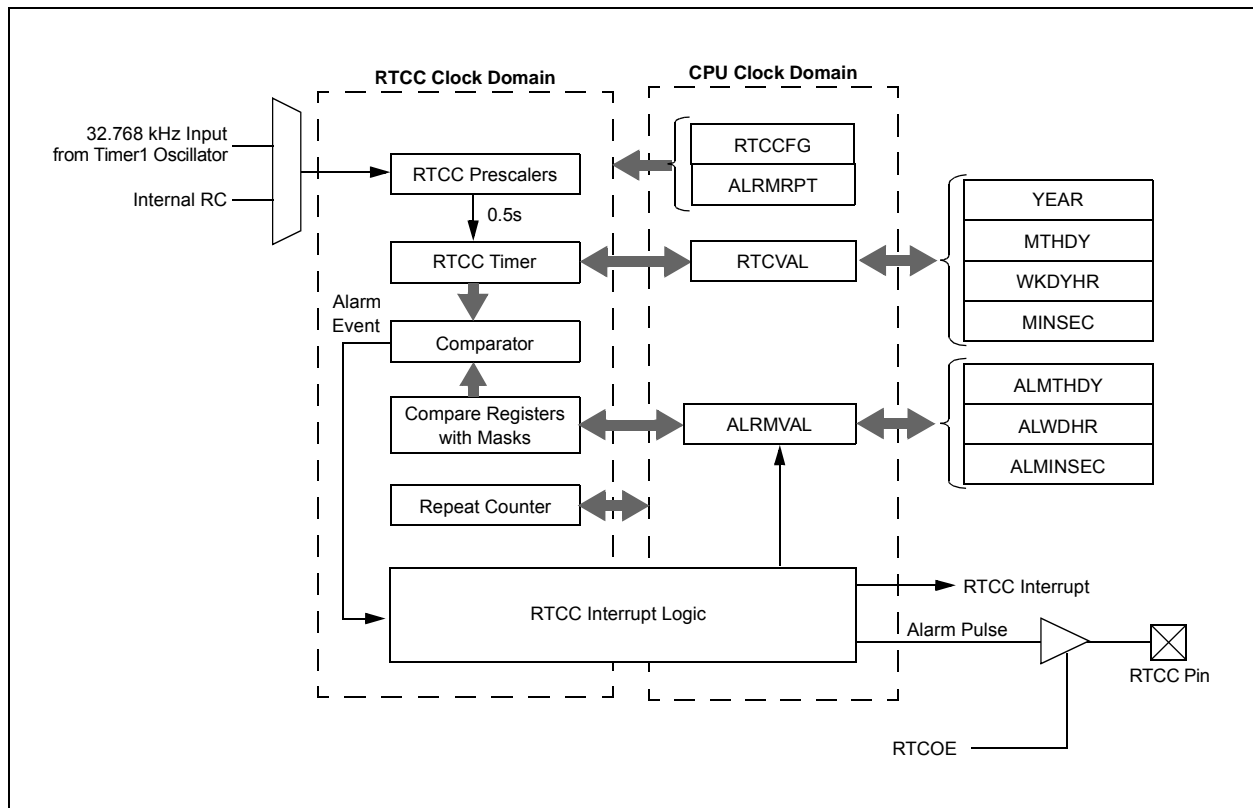 RTCC Clock Domain
CPU Clock Domain
32.768 kHz Input
from Timer1 Oscillator
Internal RC
RTCC Prescalers
0.5s
RTCC Timer
Alarm
Event
Comparator
Compare Registers
with Masks
Repeat Counter
RTCC Interrupt Logic
RTCCFG
ALRMRPT
RTCVAL
ALRMVAL
YEAR
MTHDY
WKDYHR
MINSEC
ALMTHDY
ALWDHR
ALMINSEC
RTCC Interrupt
Alarm Pulse
RTCC Pin
RTCOE